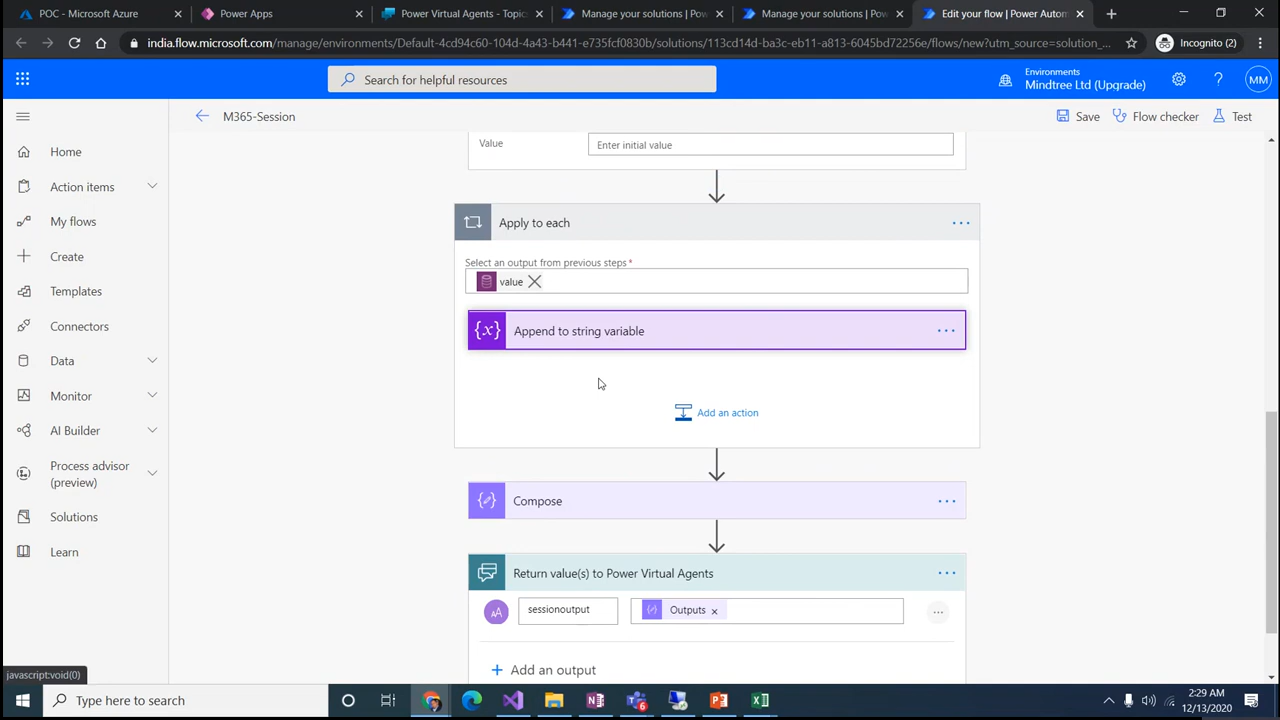 POC - Microsoft Azure
Power Apps
Power Virtual Agents - Topics
Manage your solutions | Power
Manage your solutions | Power
Edit your flow | Power Autom
india.flow.microsoft.com/manage/environments/Default-4cd94c60-104d-4a43-b441-e735fcf0830b/solutions/113cd14d-ba3c-eb11-a813-6045bd72256e/flows/new?utm_source=solution_...
Incognito (2)
Search for helpful resources
Environments
Mindtree Ltd (Upgrade)
MM
M365-Session
Save
Flow checker
Test
Home
Action items
My flows
Create
Templates
Connectors
Data
Monitor
AI Builder
Process advisor
(preview)
Solutions
Learn
Value
Enter initial value
Apply to each
Select an output from previous steps *
value
{x}
Append to string variable
Add an action
Compose
Return value(s) to Power Virtual Agents
AA
sessionoutput
Outputs
Add an output
javascript:void(0)
Type here to search
2:29 AM
12/13/2020